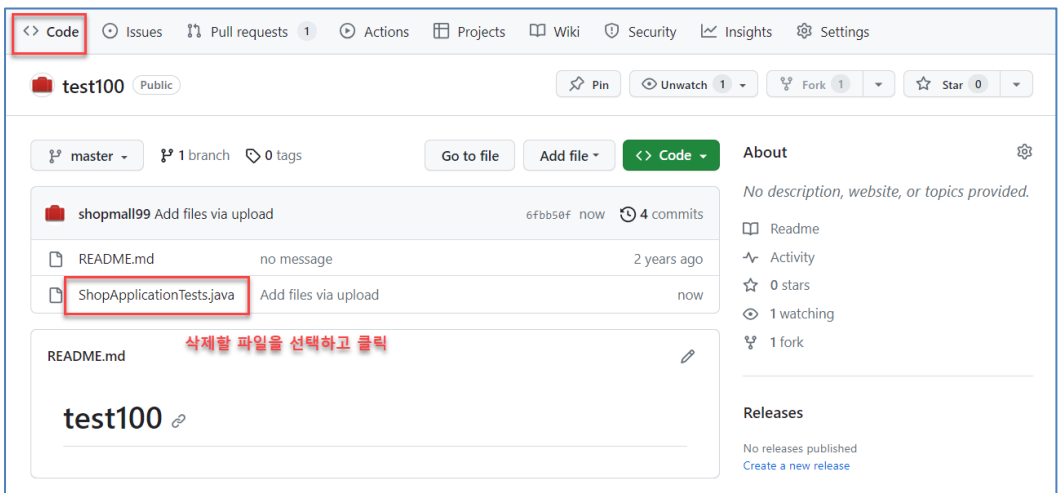 <> Code Issues Pull requests 1 Actions Projects Wiki Security Insights Settings
test100 Public Pin Unwatch 1 Fork 1 Star 0
master 1 branch 0 tags Go to file Add file <> Code
shopmall99 Add files via upload 6fbb50f now 4 commits
README.md no message 2 years ago
ShopApplicationTests.java Add files via upload now
삭제할 파일을 선택하고 클릭
README.md
test100
About
No description, website, or topics provided.
Readme
Activity
0 stars
1 watching
1 fork
Releases
No releases published
Create a new release